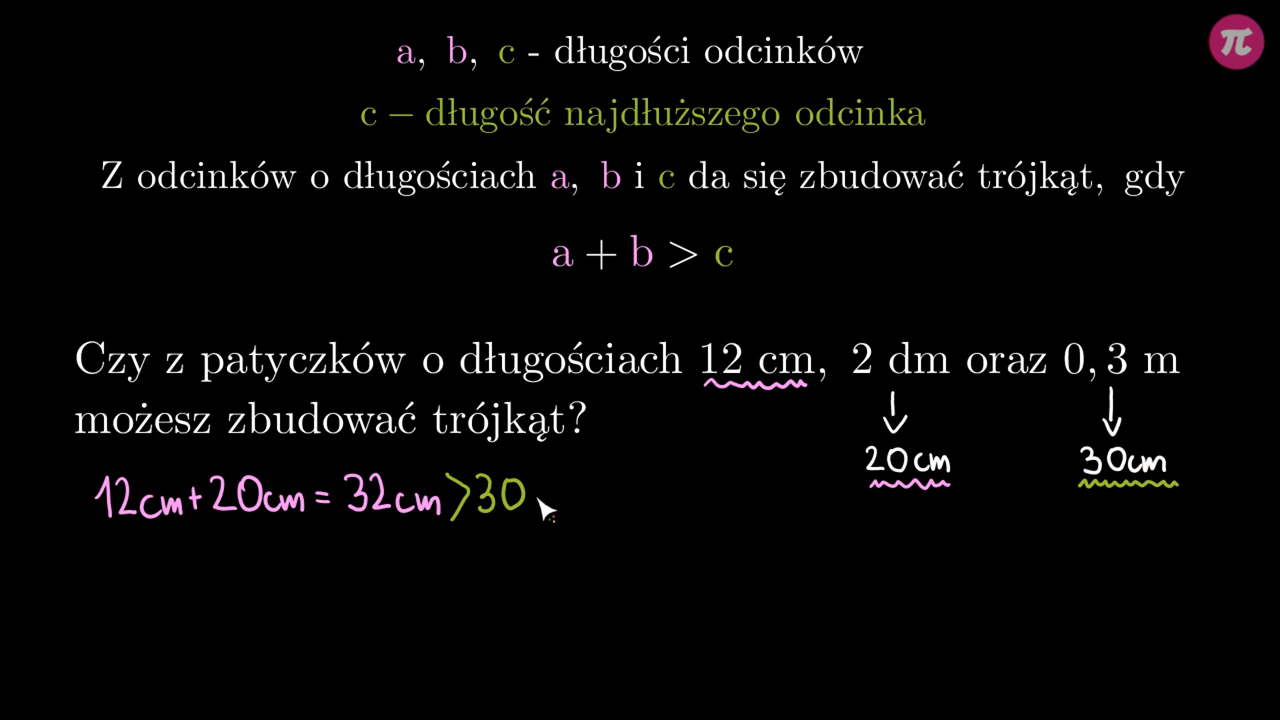 π
a, b, c - długości odcinków
c – długość najdłuższego odcinka
Z odcinków o długościach a, b i c da się zbudować trójkąt, gdy
a + b > c
Czy z patyczków o długościach 12 cm, 2 dm oraz 0,3 m
możesz zbudować trójkąt?
20cm 30cm
12cm+20cm = 32cm >30